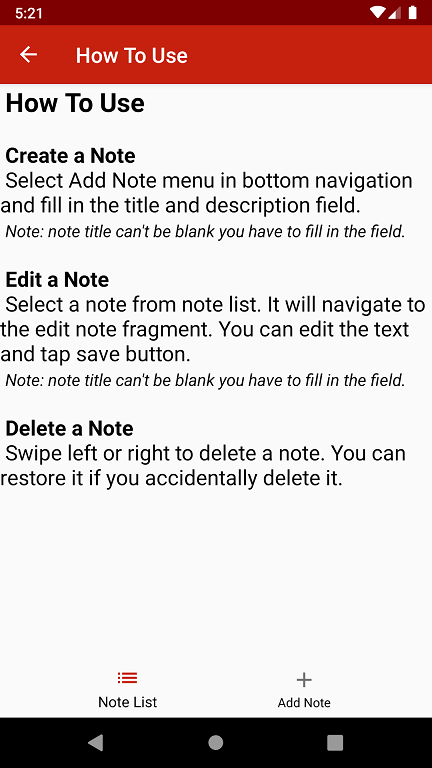 5:21
How To Use
How To Use
Create a Note
Select Add Note menu in bottom navigation
and fill in the title and description field.
Note: note title can't be blank you have to fill in the field.
Edit a Note
Select a note from note list. It will navigate to
the edit note fragment. You can edit the text
and tap save button.
Note: note title can't be blank you have to fill in the field.
Delete a Note
Swipe left or right to delete a note. You can
restore it if you accidentally delete it.
Note List
Add Note